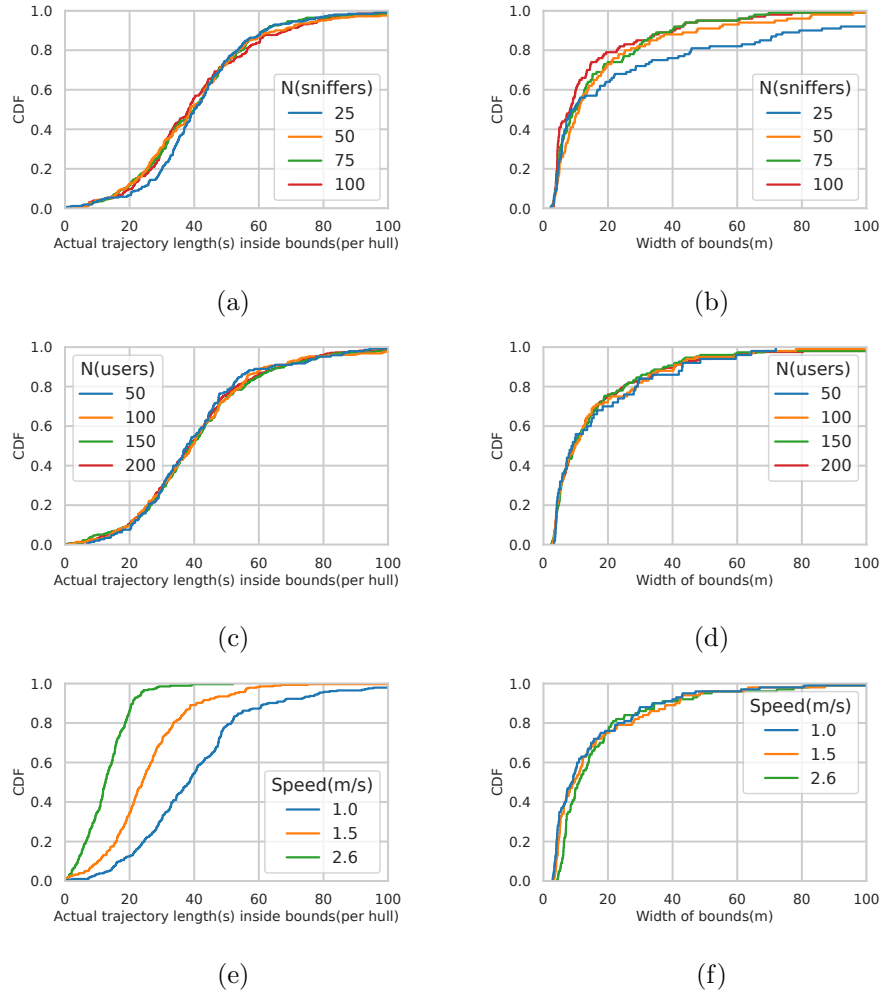 1.0
0.8
0.6
0.4
0.2
0.0
CDF
N(sniffers)
25
50
75
100
0 20 40 60 80 100
Actual trajectory length(s) inside bounds(per hull)
(a)
1.0
0.8
0.6
0.4
0.2
0.0
CDF
N(sniffers)
25
50
75
100
0 20 40 60 80 100
Width of bounds(m)
(b)
1.0
0.8
0.6
0.4
0.2
0.0
CDF
N(users)
50
100
150
200
0 20 40 60 80 100
Actual trajectory length(s) inside bounds(per hull)
(c)
1.0
0.8
0.6
0.4
0.2
0.0
CDF
N(users)
50
100
150
200
0 20 40 60 80 100
Width of bounds(m)
(d)
1.0
0.8
0.6
0.4
0.2
0.0
CDF
Speed(m/s)
1.0
1.5
2.6
0 20 40 60 80 100
Actual trajectory length(s) inside bounds(per hull)
(e)
1.0
0.8
0.6
0.4
0.2
0.0
CDF
Speed(m/s)
1.0
1.5
2.6
0 20 40 60 80 100
Width of bounds(m)
(f)